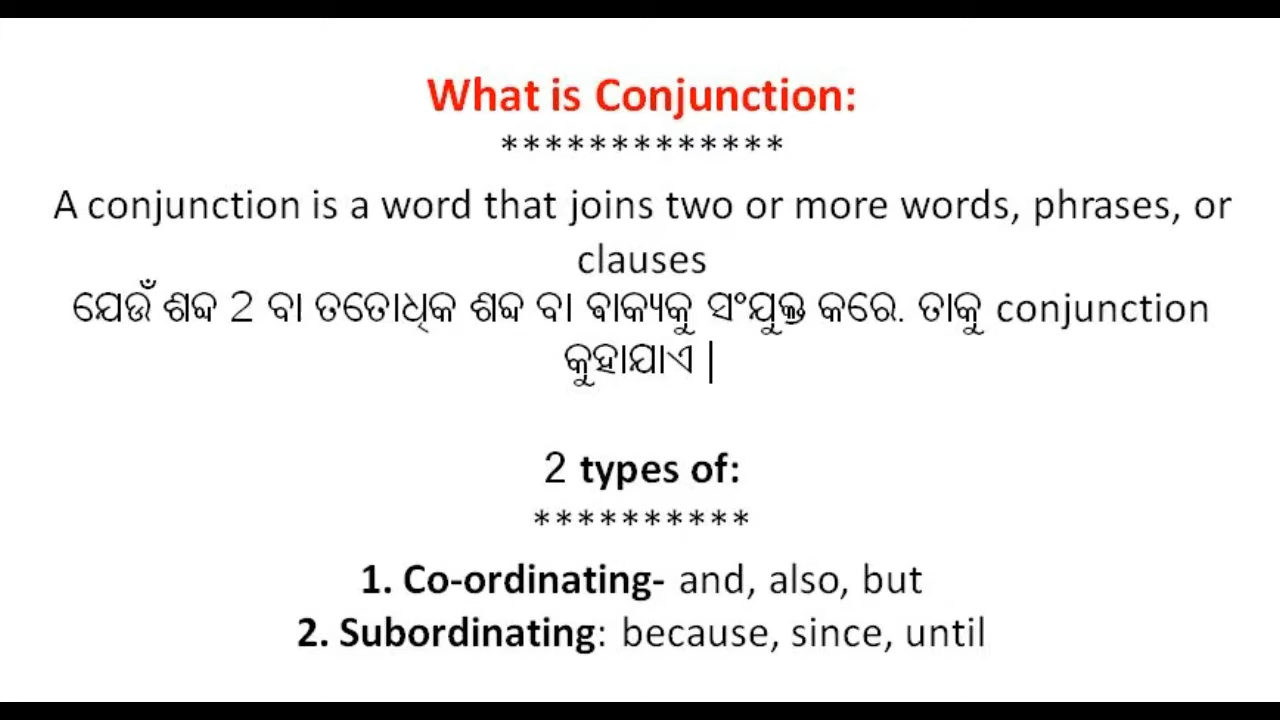 What is Conjunction:
*************
A conjunction is a word that joins two or more words, phrases, or
clauses
ଯେଉଁ ଶବ୍ଦ 2 ବା ତତୋଧିକ ଶବ୍ଦ ବା ଵାକ୍ୟକୁ ସଂଯୁକ୍ତ କରେ. ତାକୁ conjunction
କୁହାଯାଏ |
2 types of:
**********
1. Co-ordinating- and, also, but
2. Subordinating: because, since, until